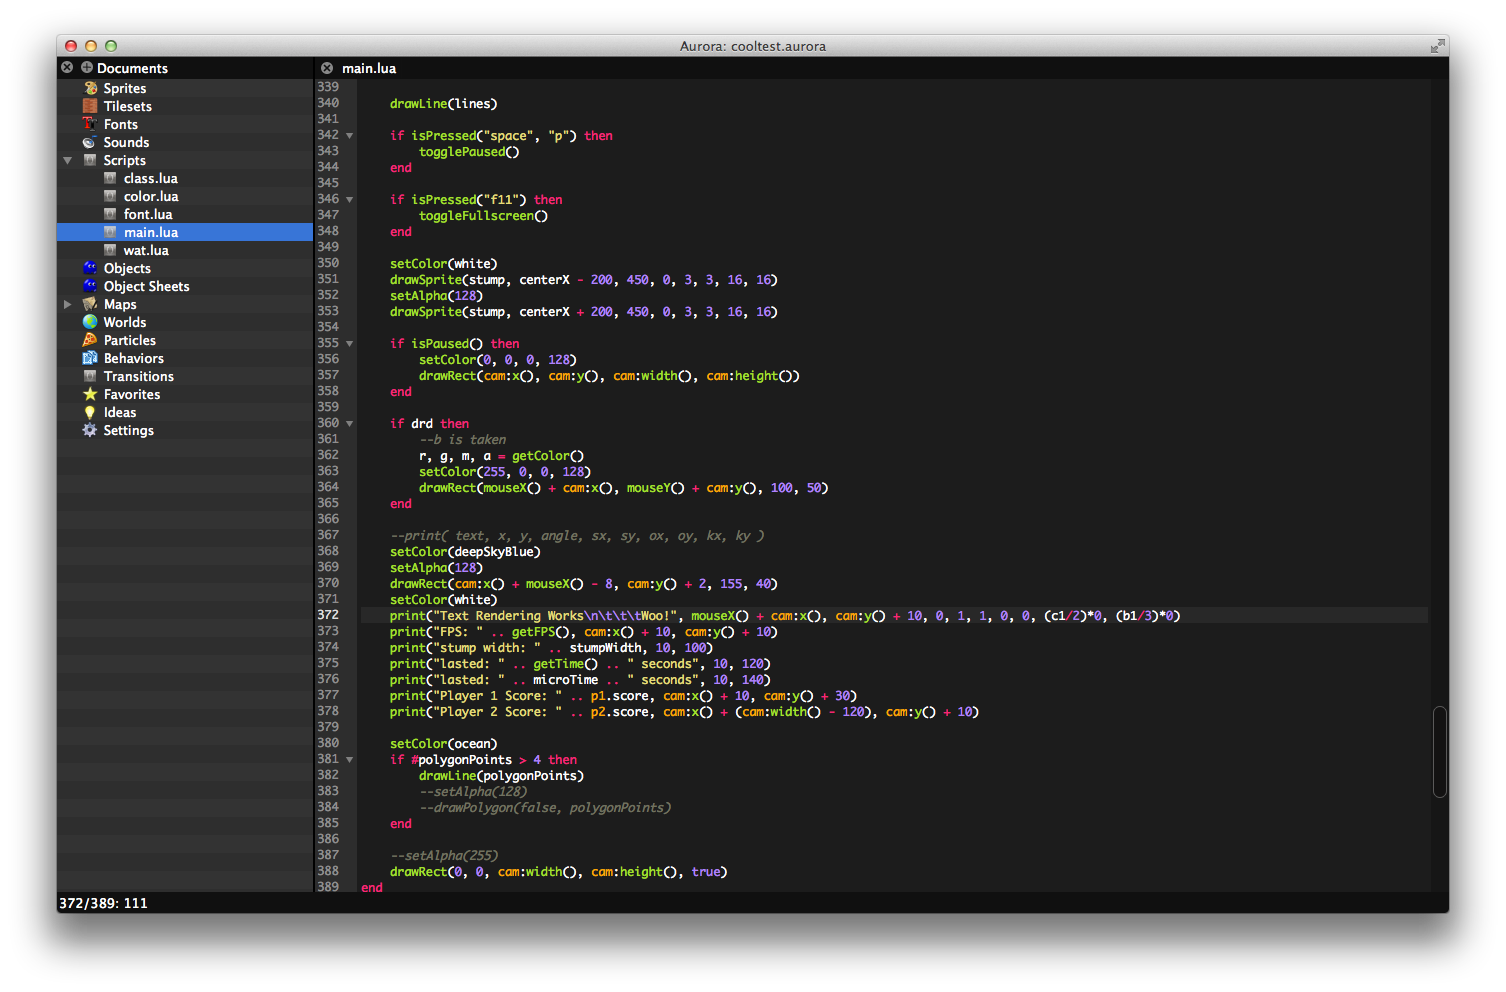 Aurora: cooltest.aurora
Documents
Sprites
Tilesets
Fonts
Sounds
Scripts
class.lua
color.lua
font.lua
main.lua
wat.lua
Objects
Object Sheets
Maps
Worlds
Particles
Behaviors
Transitions
Favorites
Ideas
Settings
main.lua
339
340 drawLine(lines)
341
342 if isPressed("space", "p") then
343 togglePaused()
344 end
345
346 if isPressed("f11") then
347 toggleFullscreen()
348 end
349
350 setColor(white)
351 drawSprite(stump, centerX - 200, 450, 0, 3, 3, 16, 16)
352 setAlpha(128)
353 drawSprite(stump, centerX + 200, 450, 0, 3, 3, 16, 16)
354
355 if isPaused() then
356 setColor(0, 0, 0, 128)
357 drawRect(cam:x(), cam:y(), cam:width(), cam:height())
358 end
359
360 if drd then
361 --b is taken
362 r, g, m, a = getColor()
363 setColor(255, 0, 0, 128)
364 drawRect(mouseX() + cam:x(), mouseY() + cam:y(), 100, 50)
365 end
366
367 --print( text, x, y, angle, sx, sy, ox, oy, kx, ky )
368 setColor(deepSkyBlue)
369 setAlpha(128)
370 drawRect(cam:x() + mouseX() - 8, cam:y() + 2, 155, 40)
371 setColor(white)
372 print("Text Rendering Works\n\t\t\tWoo!", mouseX() + cam:x(), cam:y() + 10, 0, 1, 1, 0, 0, (c1/2)*0, (b1/3)*0)
373 print("FPS: " .. getFPS(), cam:x() + 10, cam:y() + 10)
374 print("stump width: " .. stumpWidth, 10, 100)
375 print("lasted: " .. getTime() .. " seconds", 10, 120)
376 print("lasted: " .. microTime .. " seconds", 10, 140)
377 print("Player 1 Score: " .. p1.score, cam:x() + 10, cam:y() + 30)
378 print("Player 2 Score: " .. p2.score, cam:x() + (cam:width() - 120), cam:y() + 10)
379
380 setColor(ocean)
381 if #polygonPoints > 4 then
382 drawLine(polygonPoints)
383 --setAlpha(128)
384 --drawPolygon(false, polygonPoints)
385 end
386
387 --setAlpha(255)
388 drawRect(0, 0, cam:width(), cam:height(), true)
389 end
372/389: 111